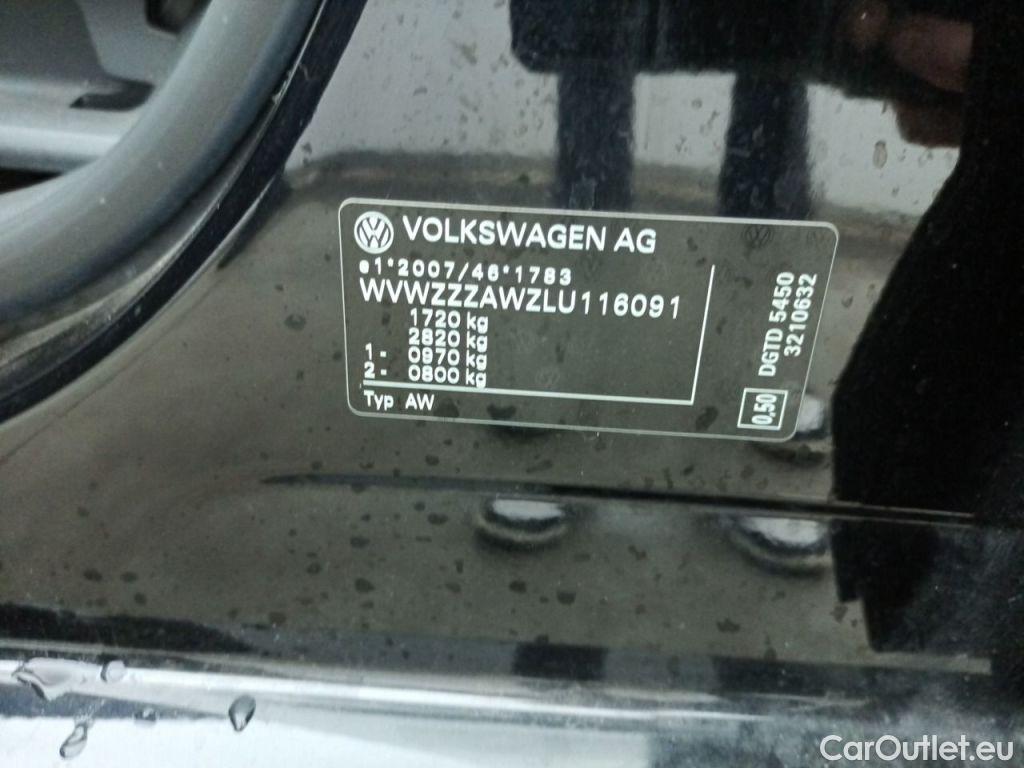 VOLKSWAGEN AG
e1*2007/46*1783
WVWZZZAWZLU116091
1720 kg
2820 kg
1- 0970 kg
2- 0800 kg
Typ AW
DGTD 5450
3210632
0,50
CarOutlet.eu